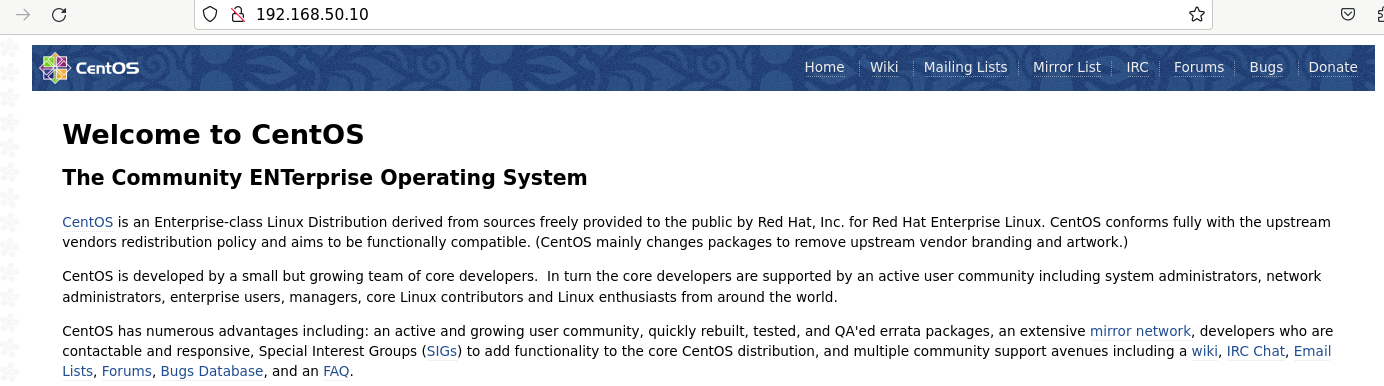 192.168.50.10
CentOS Home Wiki Mailing Lists Mirror List IRC Forums Bugs Donate
Welcome to CentOS
The Community ENTerprise Operating System
CentOS is an Enterprise-class Linux Distribution derived from sources freely provided to the public by Red Hat, Inc. for Red Hat Enterprise Linux. CentOS conforms fully with the upstream
vendors redistribution policy and aims to be functionally compatible. (CentOS mainly changes packages to remove upstream vendor branding and artwork.)
CentOS is developed by a small but growing team of core developers.  In turn the core developers are supported by an active user community including system administrators, network
administrators, enterprise users, managers, core Linux contributors and Linux enthusiasts from around the world.
CentOS has numerous advantages including: an active and growing user community, quickly rebuilt, tested, and QA'ed errata packages, an extensive mirror network, developers who are
contactable and responsive, Special Interest Groups (SIGs) to add functionality to the core CentOS distribution, and multiple community support avenues including a wiki, IRC Chat, Email
Lists, Forums, Bugs Database, and an FAQ.